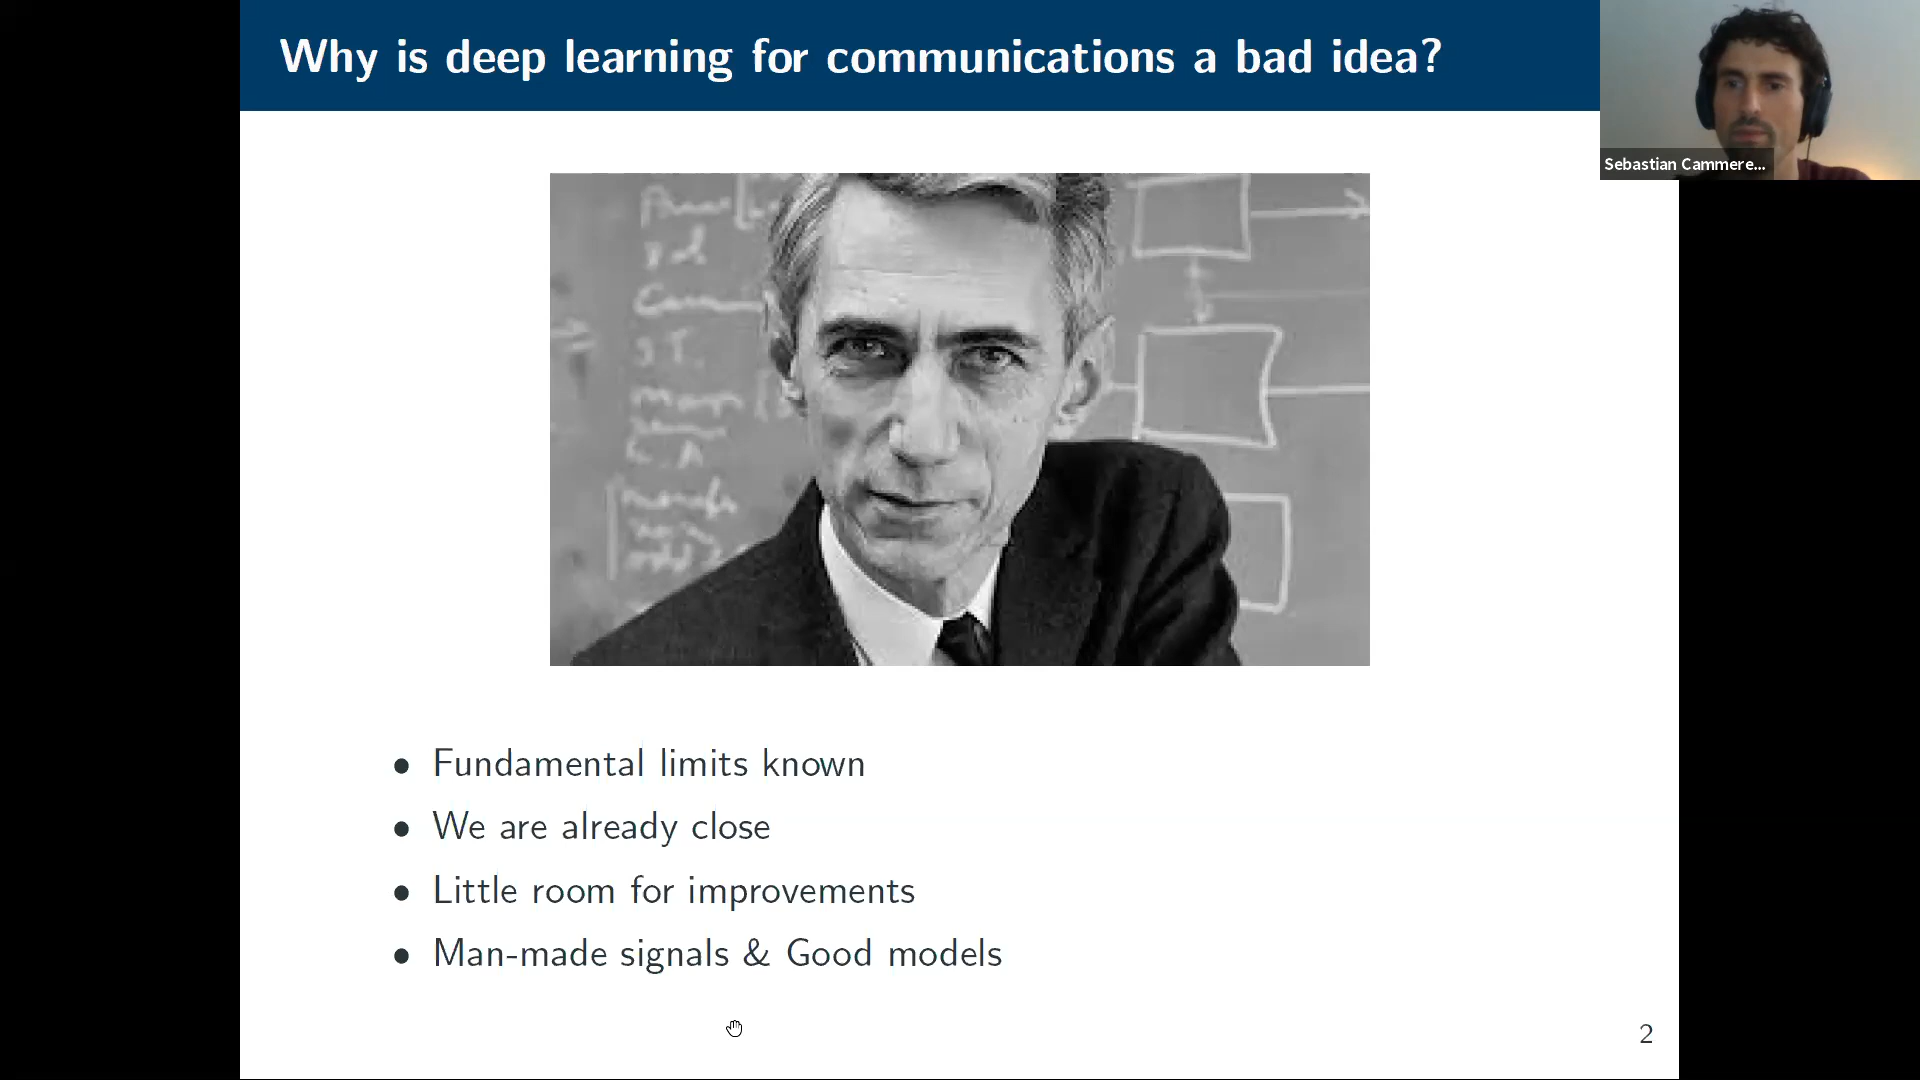 Why is deep learning for communications a bad idea?
Sebastian Cammere...
• Fundamental limits known
• We are already close
• Little room for improvements
• Man-made signals & Good models
2